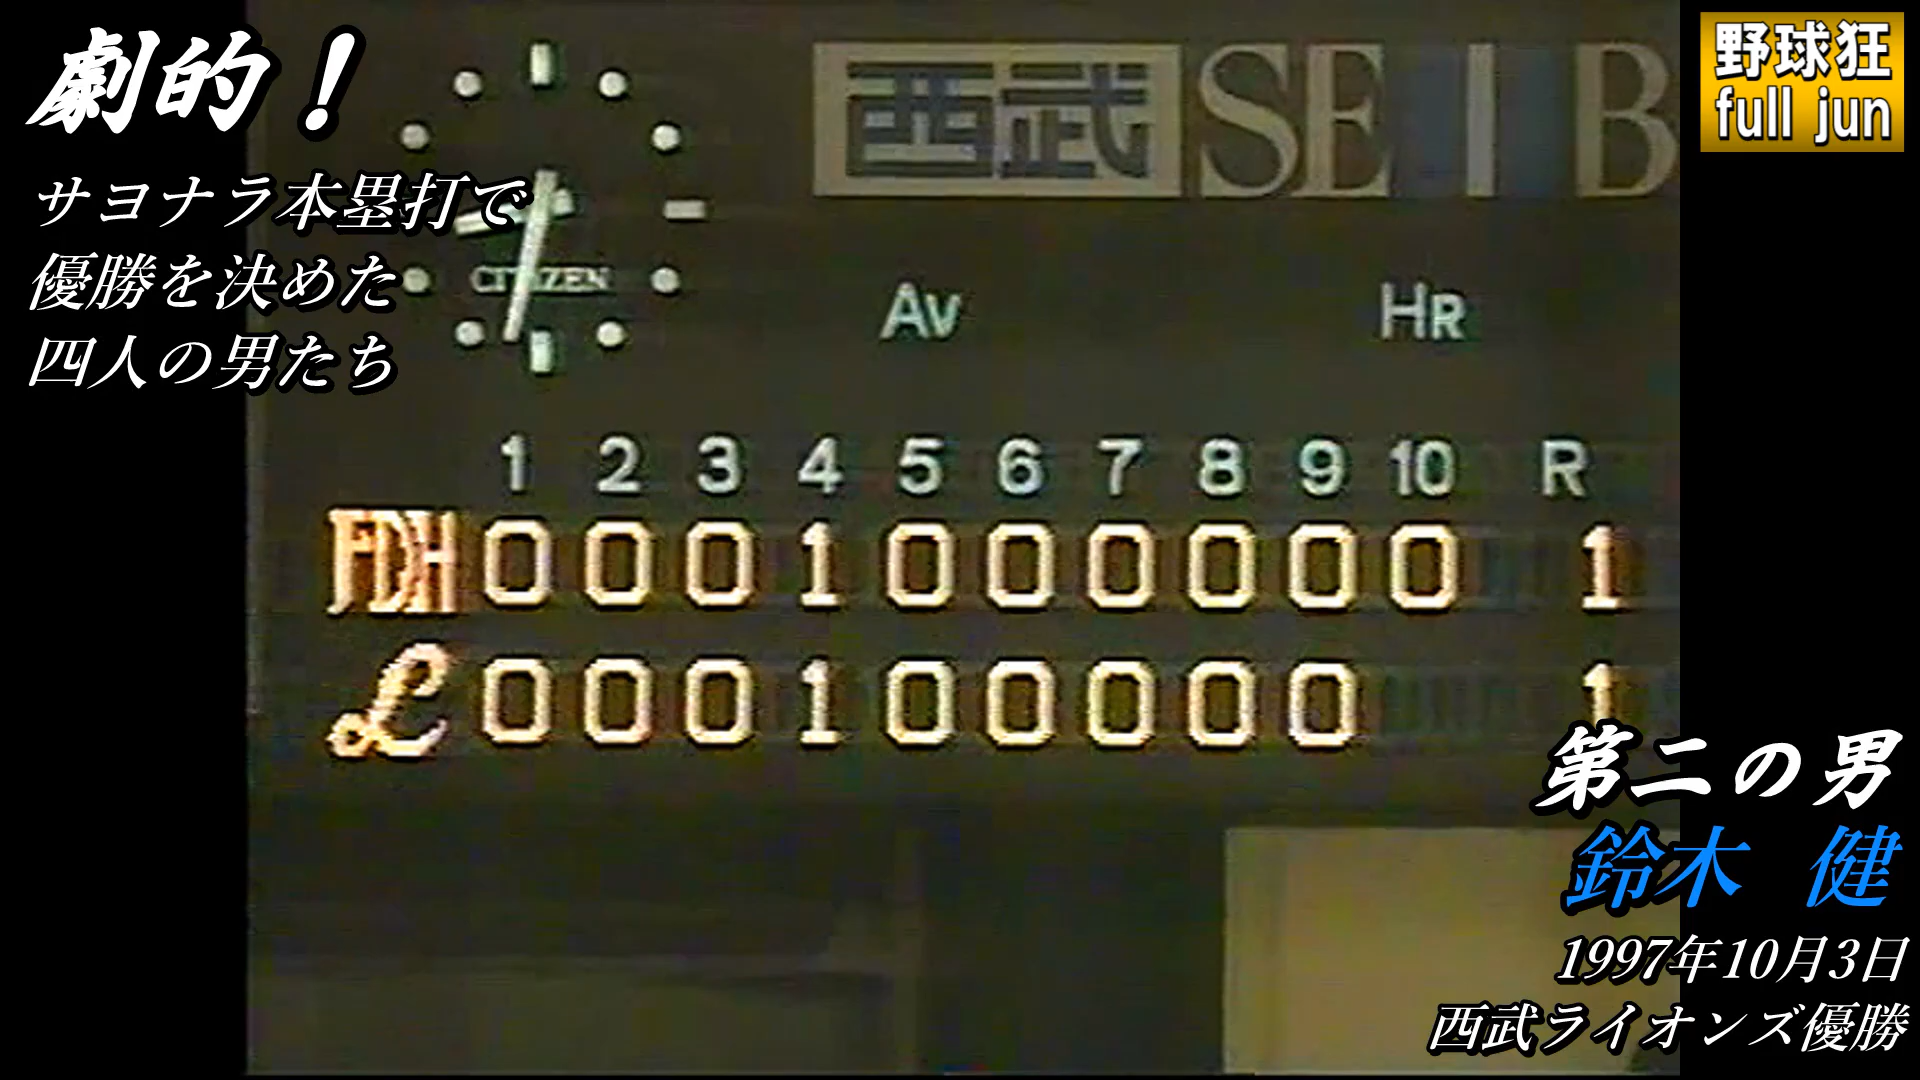 劇的！
サヨナラ本塁打で
優勝を決めた
四人の男たち
西武 SEIB
野球狂
full jun
CITIZEN
Av Hr
1 2 3 4 5 6 7 8 9 10 R
FDH 0 0 0 1 0 0 0 0 0 0 1
L 0 0 0 1 0 0 0 0 0 1
第二の男
鈴木 健
1997年10月3日
西武ライオンズ優勝